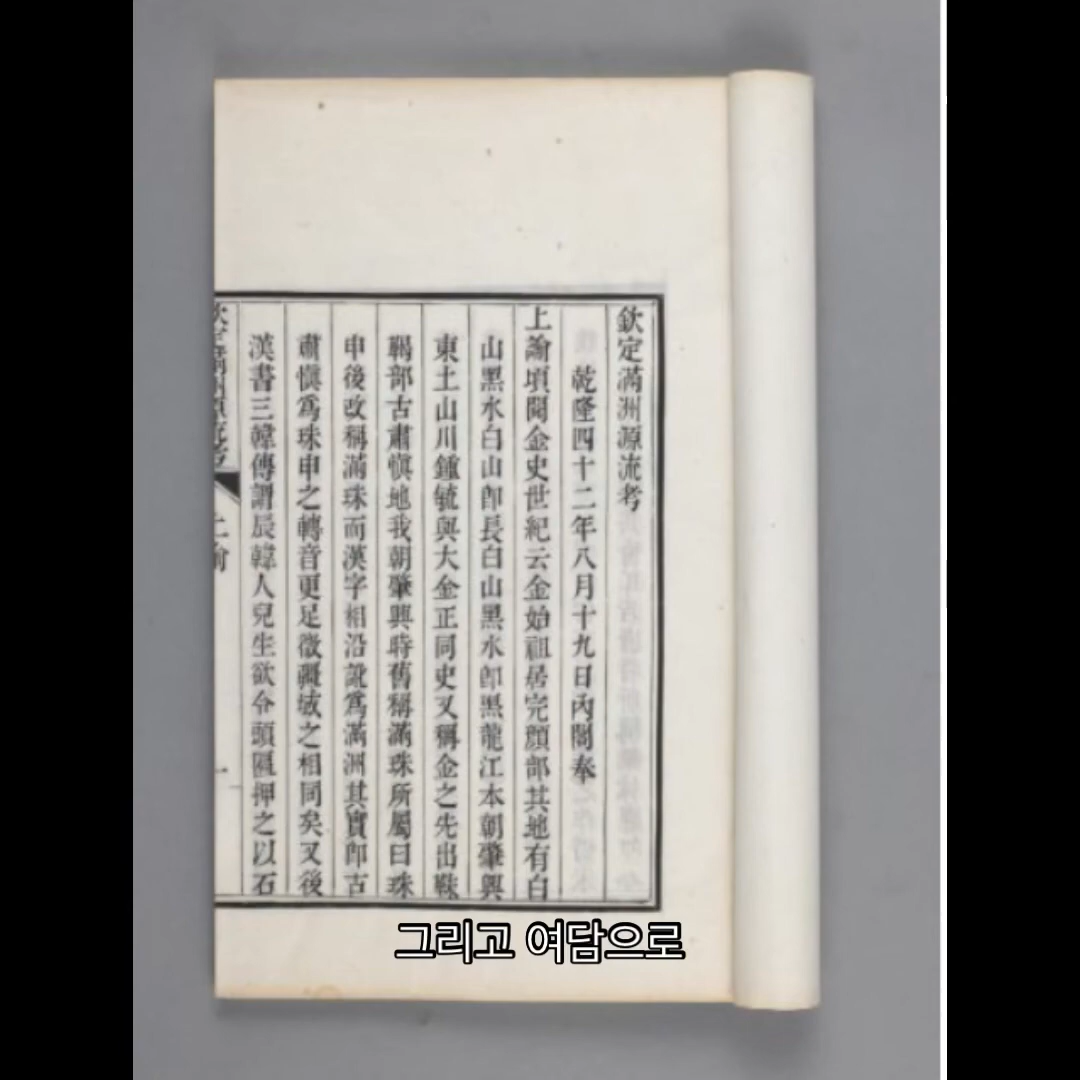 欽定滿洲源流考
乾隆四十二年八月十九日內閣奉
上諭頃閱金史世紀云金始祖居完顔部其地有白
山黑水白山卽長白山黑水卽黑龍江本朝肇興
東土山川鍾毓與大金正同史又稱金之先出靺
鞨部古肅愼地我朝肇興時舊稱滿珠所屬曰珠
申後改稱滿珠而漢字相沿訛爲滿洲其實卽古
肅愼爲珠申之轉音更足徵疆域之相同矣又後
漢書三韓傳謂辰韓人兒生欲令頭匾押之以石
上諭
一
그리고 여담으로